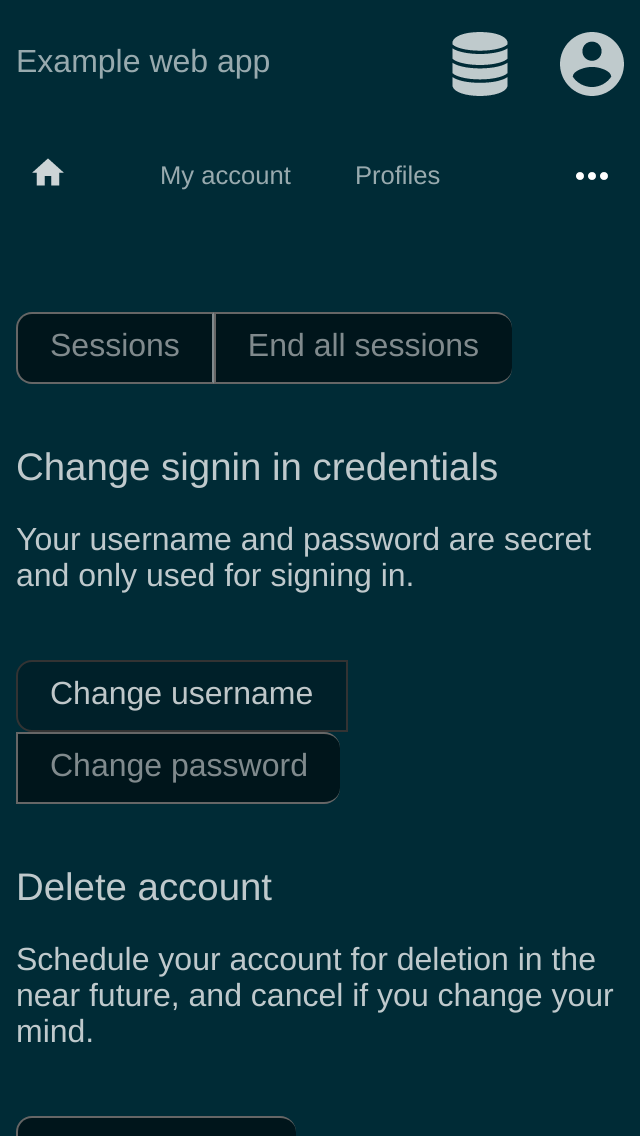 Example web app
My account Profiles
Sessions End all sessions
Change signin in credentials
Your username and password are secret
and only used for signing in.
Change username
Change password
Delete account
Schedule your account for deletion in the
near future, and cancel if you change your
mind.